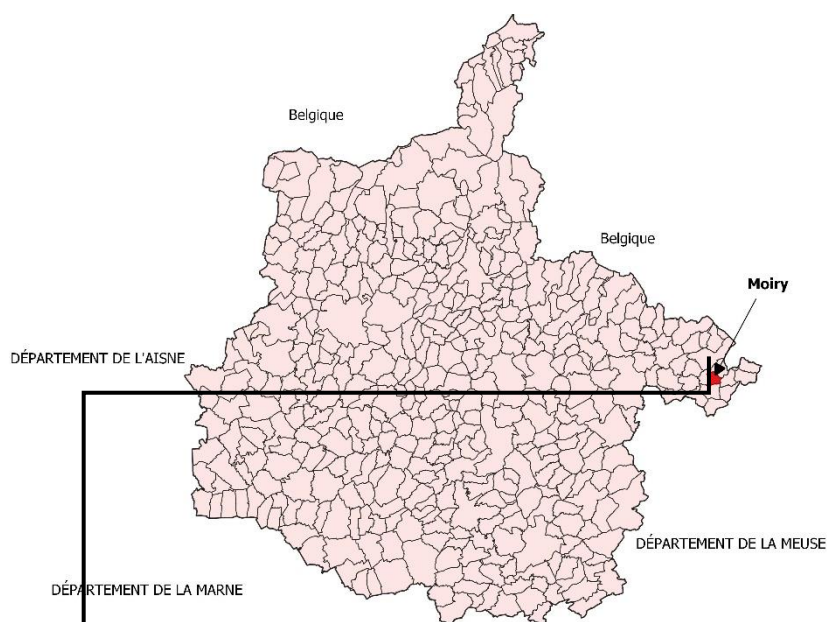 Belgique
Belgique
Moiry
DÉPARTEMENT DE L'AISNE
DÉPARTEMENT DE LA MEUSE
DÉPARTEMENT DE LA MARNE